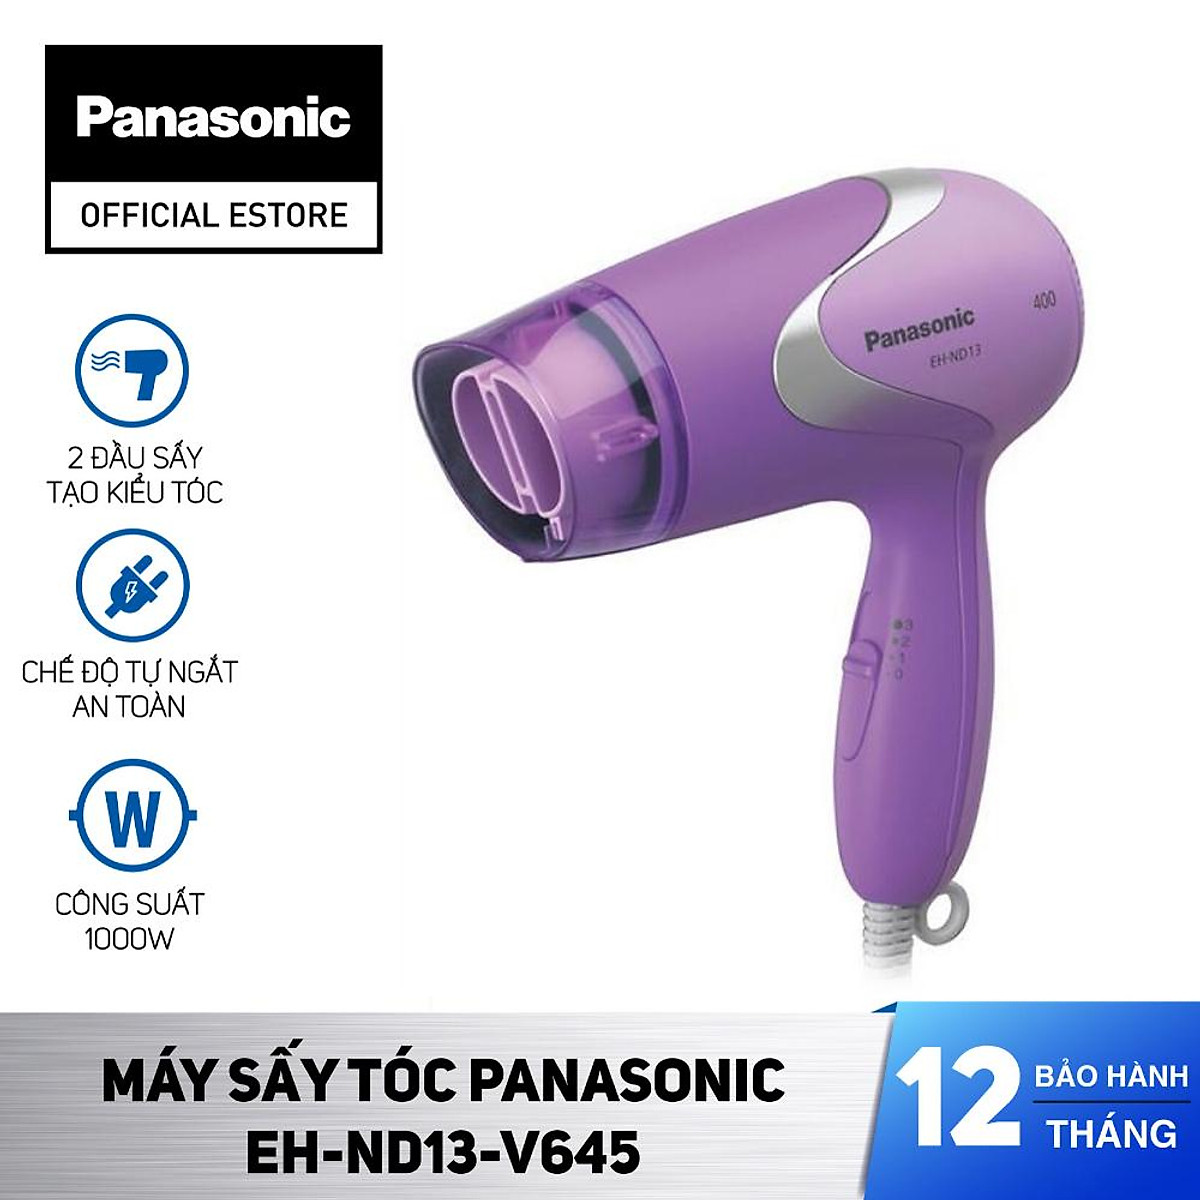 Panasonic
OFFICIAL ESTORE
2 ĐẦU SẤY
TẠO KIỂU TÓC
CHẾ ĐỘ TỰ NGẮT
AN TOÀN
W
CÔNG SUẤT
1000W
Panasonic
EH-ND13
400
3
2
1
0
MÁY SẤY TÓC PANASONIC
EH-ND13-V645
12
BẢO HÀNH
THÁNG